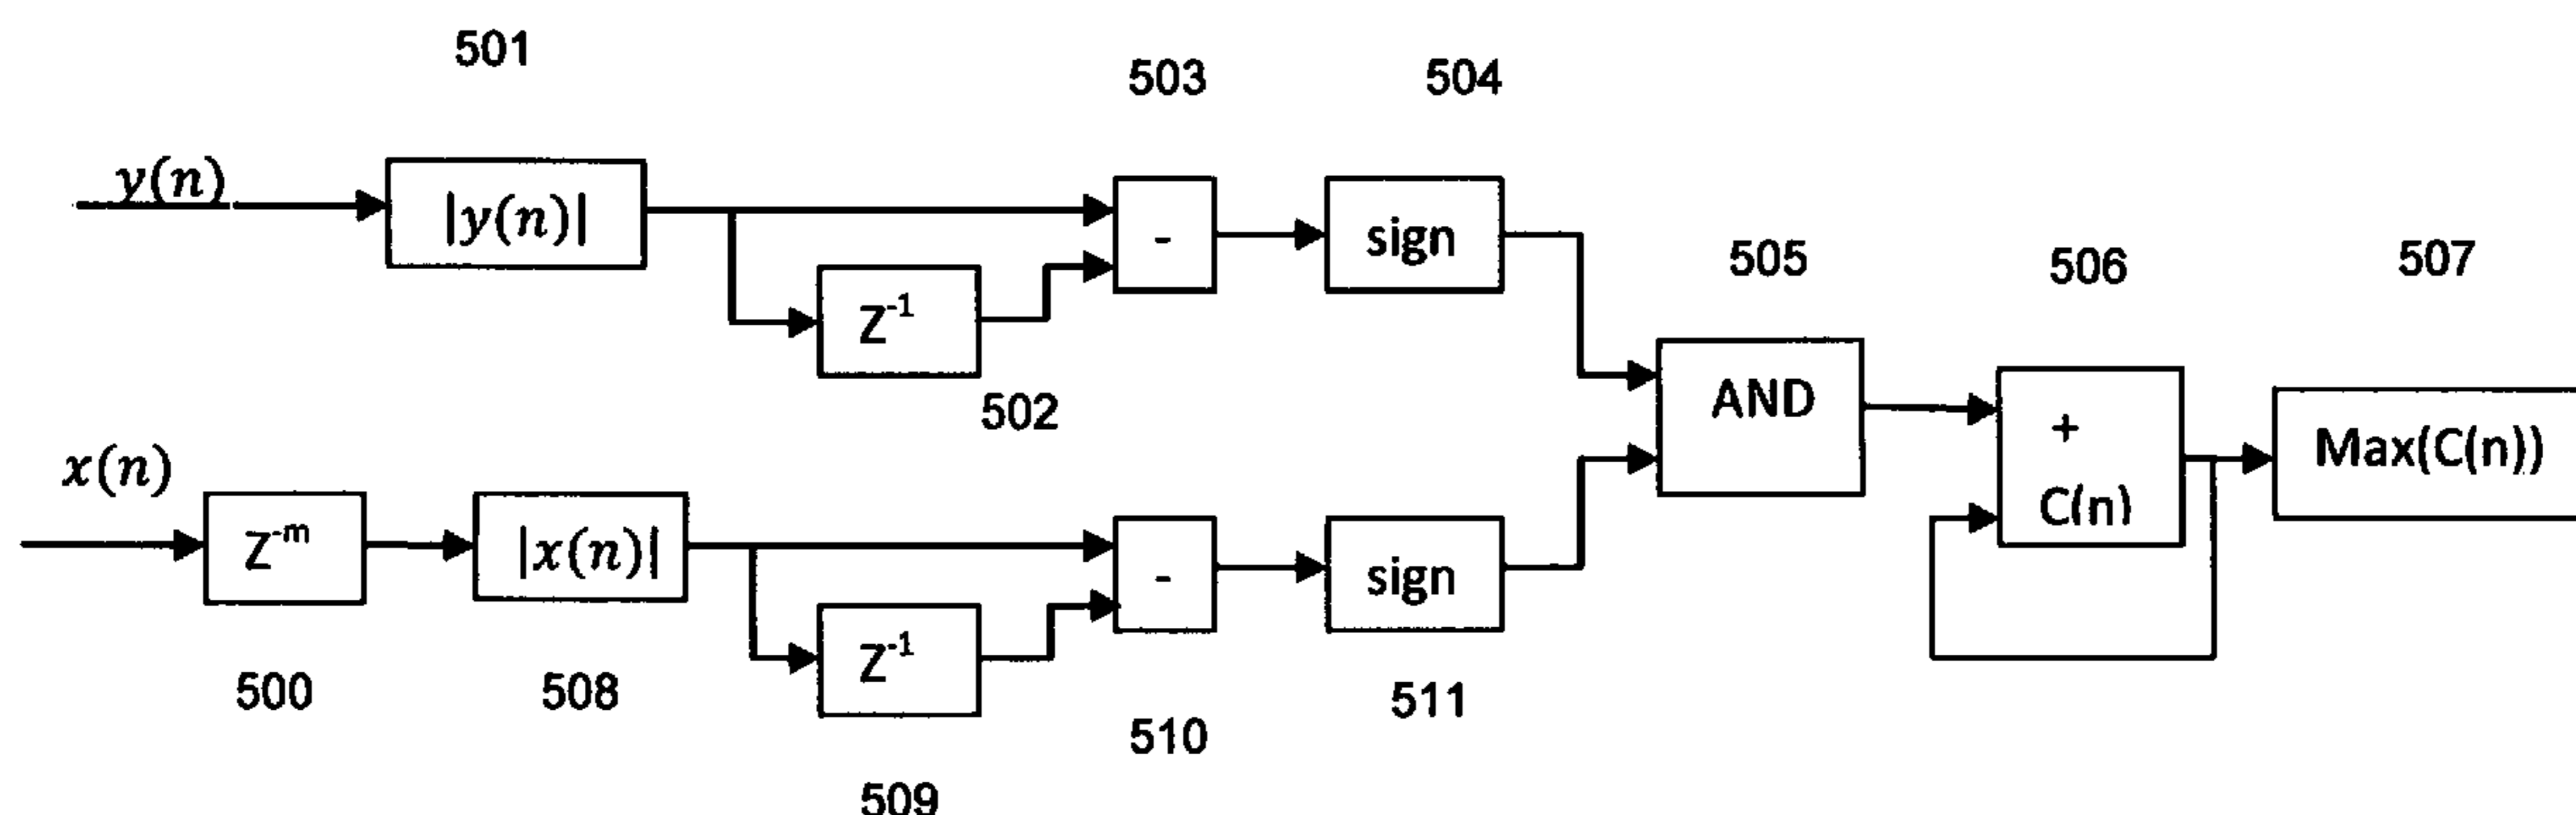 501
503
504
y(n)
|y(n)|
-
sign
505
506
507
Z⁻¹
502
AND
+
C(n)
Max(C(n))
x(n)
Z⁻ᵐ
|x(n)|
-
sign
Z⁻¹
500
508
511
510
509